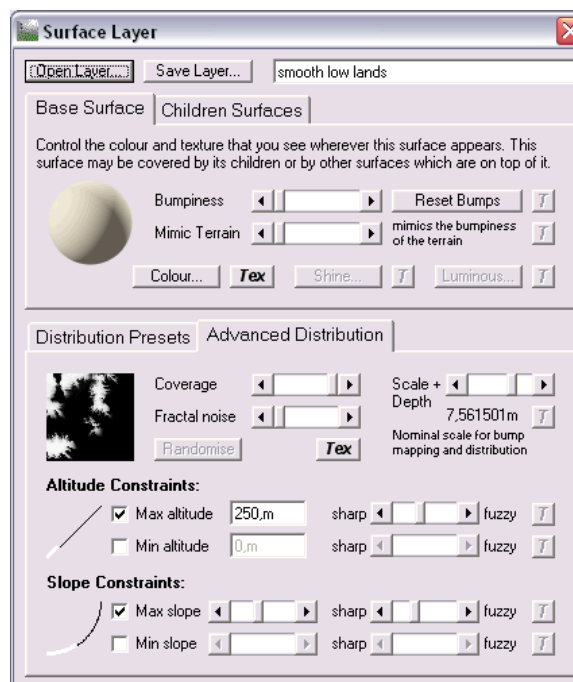 Surface Layer
Open Layer... Save Layer... smooth low lands
Base Surface Children Surfaces
Control the colour and texture that you see wherever this surface appears. This
surface may be covered by its children or by other surfaces which are on top of it.
Bumpiness Reset Bumps T
Mimic Terrain mimics the bumpiness
of the terrain T
Colour... Tex Shine... T Luminous... T
Distribution Presets Advanced Distribution
Coverage Scale +
Depth
Fractal noise 7,561501m T
Randomise Tex Nominal scale for bump
mapping and distribution
Altitude Constraints:
Max altitude 250,m sharp fuzzy T
Min altitude 0,m sharp fuzzy T
Slope Constraints:
Max slope sharp fuzzy T
Min slope sharp fuzzy T